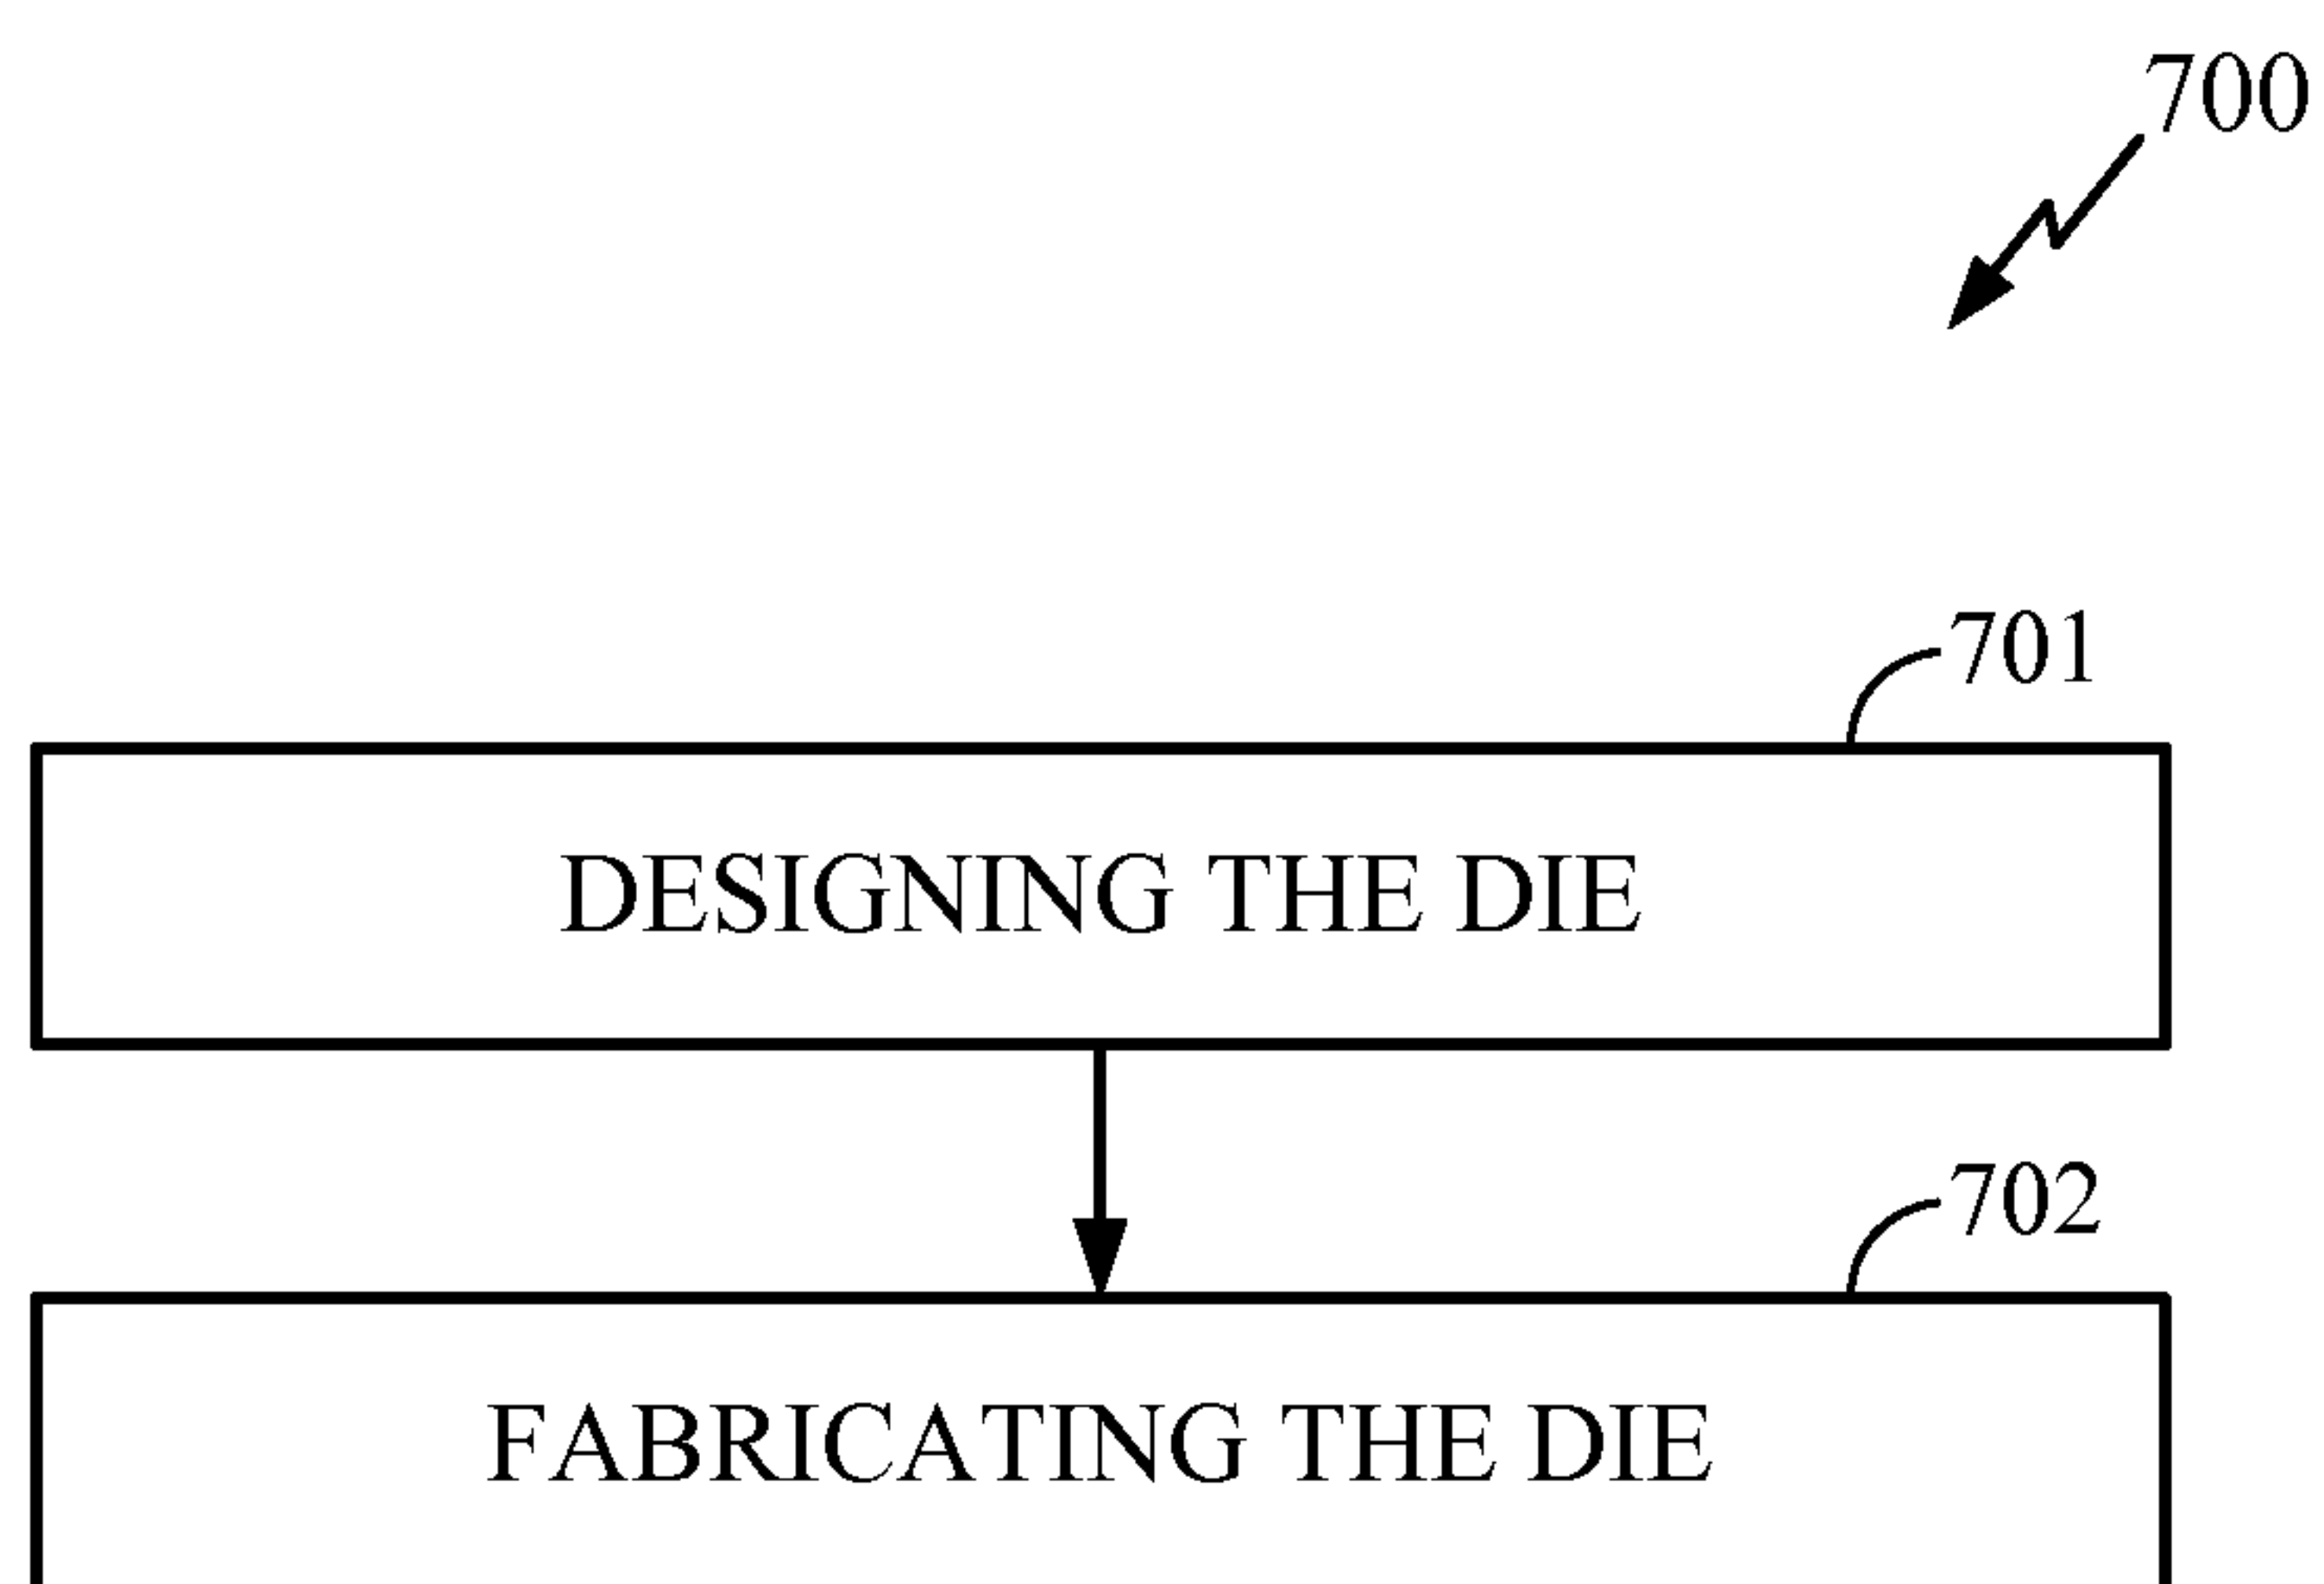 700
701
DESIGNING THE DIE
702
FABRICATING THE DIE